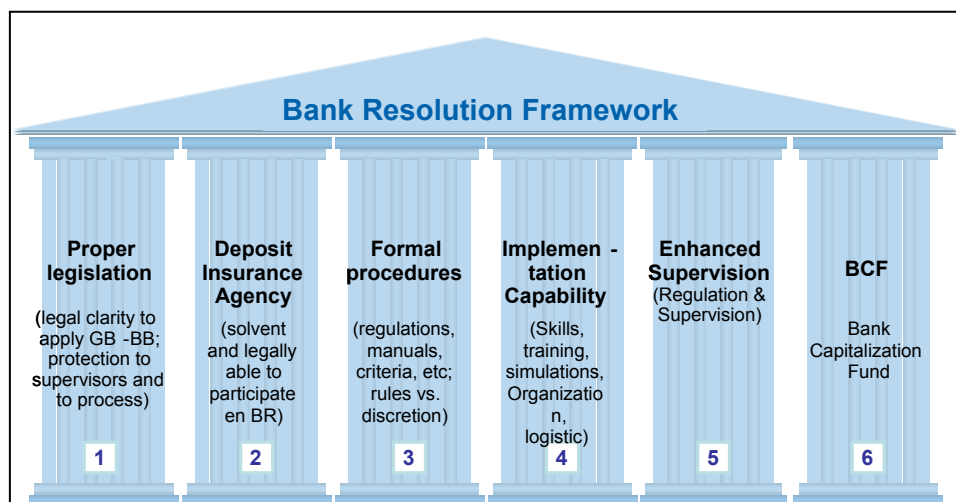 Bank Resolution Framework
Proper
legislation
(legal clarity to
apply GB -BB;
protection to
supervisors and
to process)
1
Deposit
Insurance
Agency
(solvent
and legally
able to
participate
en BR)
2
Formal
procedures
(regulations,
manuals,
criteria, etc;
rules vs.
discretion)
3
Implemen -
tation
Capability
(Skills,
training,
simulations,
Organizatio
n,
logistic)
4
Enhanced
Supervision
(Regulation &
Supervision)
5
BCF
Bank
Capitalization
Fund
6